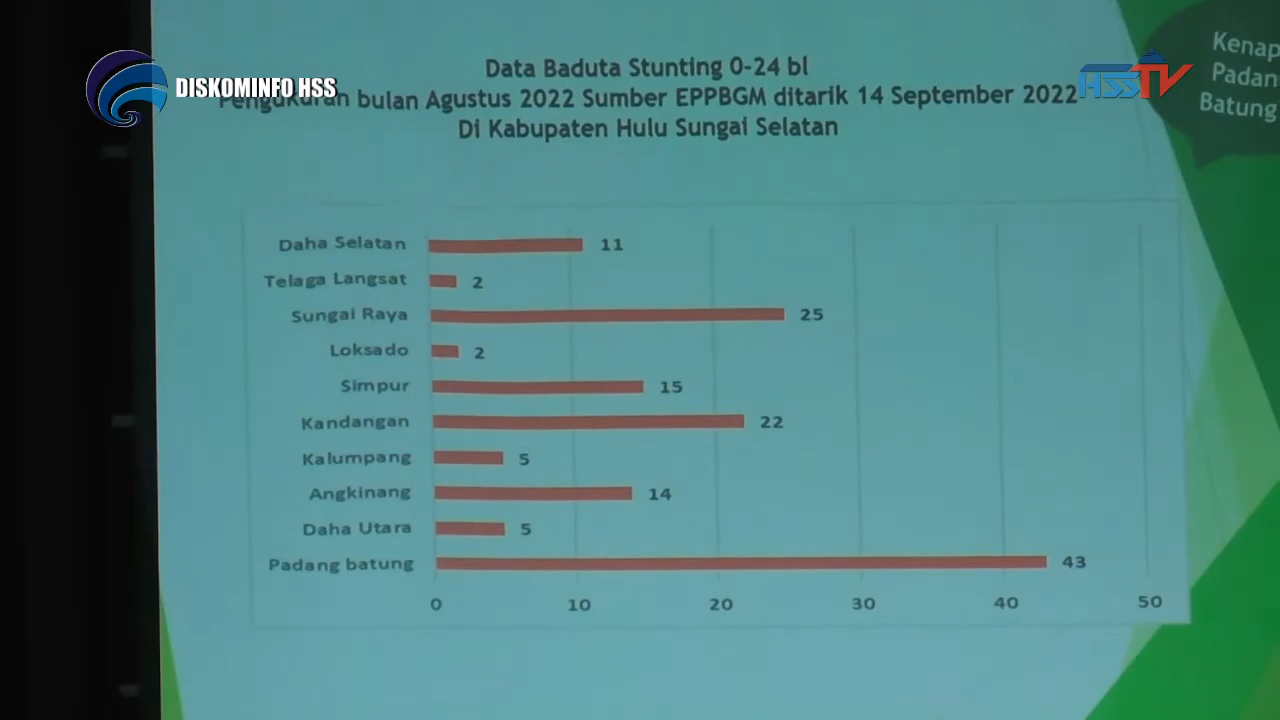 DISKOMINFO HSS
HSSTV
Data Baduta Stunting 0-24 bl
Pengukuran bulan Agustus 2022 Sumber EPPBGM ditarik 14 September 2022
Di Kabupaten Hulu Sungai Selatan
Kenap
Padan
Batung
Daha Selatan 11
Telaga Langsat 2
Sungai Raya 25
Loksado 2
Simpur 15
Kandangan 22
Kalumpang 5
Angkinang 14
Daha Utara 5
Padang batung 43
0 10 20 30 40 50